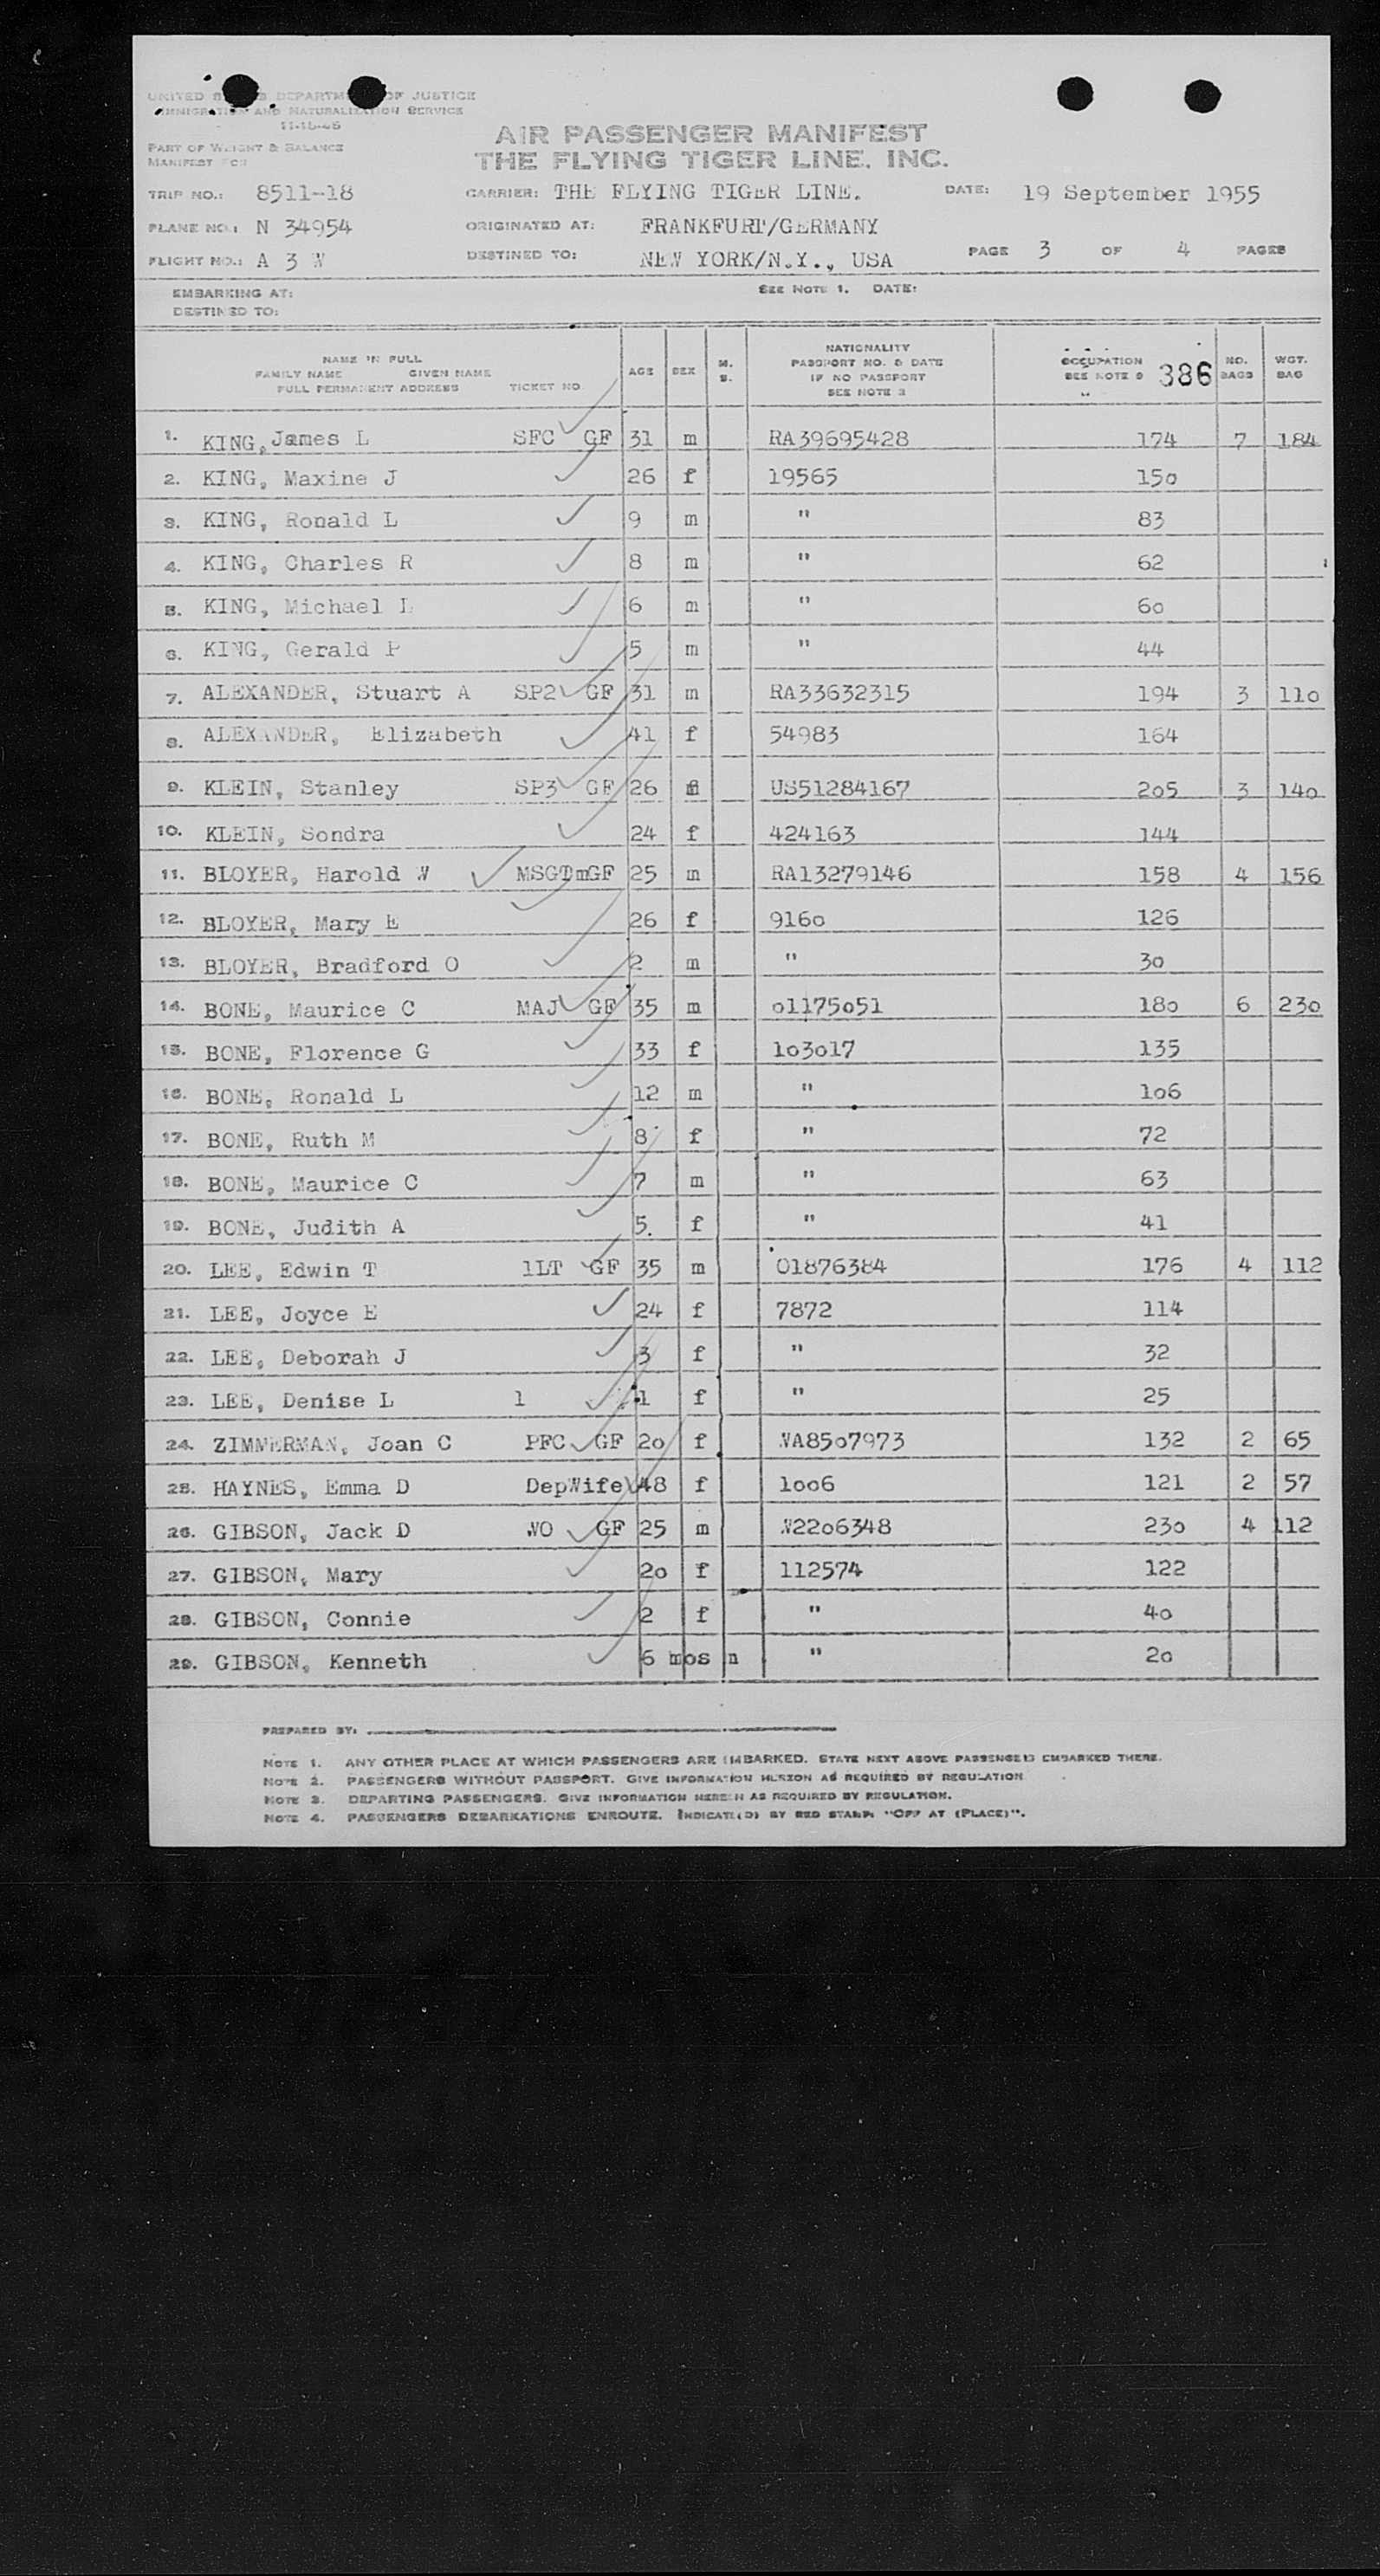 UNITED STATES DEPARTMENT OF JUSTICE
IMMIGRATION AND NATURALIZATION SERVICE
11-15-46
PART OF WEIGHT & BALANCE
MANIFEST FOR
AIR PASSENGER MANIFEST
THE FLYING TIGER LINE, INC.
TRIP NO.: 8511-18 CARRIER: THE FLYING TIGER LINE. DATE: 19 September 1955
PLANE NO.: N 34954 ORIGINATED AT: FRANKFURT/GERMANY
FLIGHT NO.: A 3 W DESTINED TO: NEW YORK/N.Y., USA PAGE 3 OF 4 PAGES
EMBARKING AT: SEE NOTE 1. DATE:
DESTINED TO:
NAME IN FULL
FAMILY NAME GIVEN NAME
FULL PERMANENT ADDRESS TICKET NO AGE SEX M. S. NATIONALITY PASSPORT NO. & DATE IF NO PASSPORT SEE NOTE 2 OCCUPATION SEE NOTE 3 386 NO. BAGS WGT. BAG
1. KING, James L SFC GF 31 m RA39695428 174 7 184
2. KING, Maxine J 26 f 19565 150
3. KING, Ronald L 9 m " 83
4. KING, Charles R 8 m " 62
5. KING, Michael L 6 m " 60
6. KING, Gerald P 5 m " 44
7. ALEXANDER, Stuart A SP2 GF 31 m RA33632315 194 3 110
8. ALEXANDER, Elizabeth 41 f 54983 164
9. KLEIN, Stanley SP3 GF 26 m US51284167 205 3 140
10. KLEIN, Sondra 24 f 424163 144
11. BLOYER, Harold W MSGTmGF 25 m RA13279146 158 4 156
12. BLOYER, Mary E 26 f 9160 126
13. BLOYER, Bradford O 2 m " 30
14. BONE, Maurice C MAJ GF 35 m 01175051 180 6 230
15. BONE, Florence G 33 f 103017 135
16. BONE, Ronald L 12 m " 106
17. BONE, Ruth M 8 f " 72
18. BONE, Maurice C 7 m " 63
19. BONE, Judith A 5. f " 41
20. LEE, Edwin T 1LT GF 35 m 01876384 176 4 112
21. LEE, Joyce E 24 f 7872 114
22. LEE, Deborah J 3 f " 32
23. LEE, Denise L 1 1 f " 25
24. ZIMMERMAN, Joan C PFC GF 20 f WA8507973 132 2 65
25. HAYNES, Emma D DepWife 48 f 1006 121 2 57
26. GIBSON, Jack D WO GF 25 m W2206348 230 4 112
27. GIBSON, Mary 20 f 112574 122
28. GIBSON, Connie 2 f " 40
29. GIBSON, Kenneth 6 mos m " 20
PREPARED BY:
NOTE 1. ANY OTHER PLACE AT WHICH PASSENGERS ARE EMBARKED. STATE NEXT ABOVE PASSENGERS EMBARKED THERE.
NOTE 2. PASSENGERS WITHOUT PASSPORT. GIVE INFORMATION HEREON AS REQUIRED BY REGULATION
NOTE 3. DEPARTING PASSENGERS. GIVE INFORMATION HEREIN AS REQUIRED BY REGULATION.
NOTE 4. PASSENGERS DEBARKATIONS ENROUTE. INDICATE(D) BY RED STAMP: "OFF AT (PLACE)".